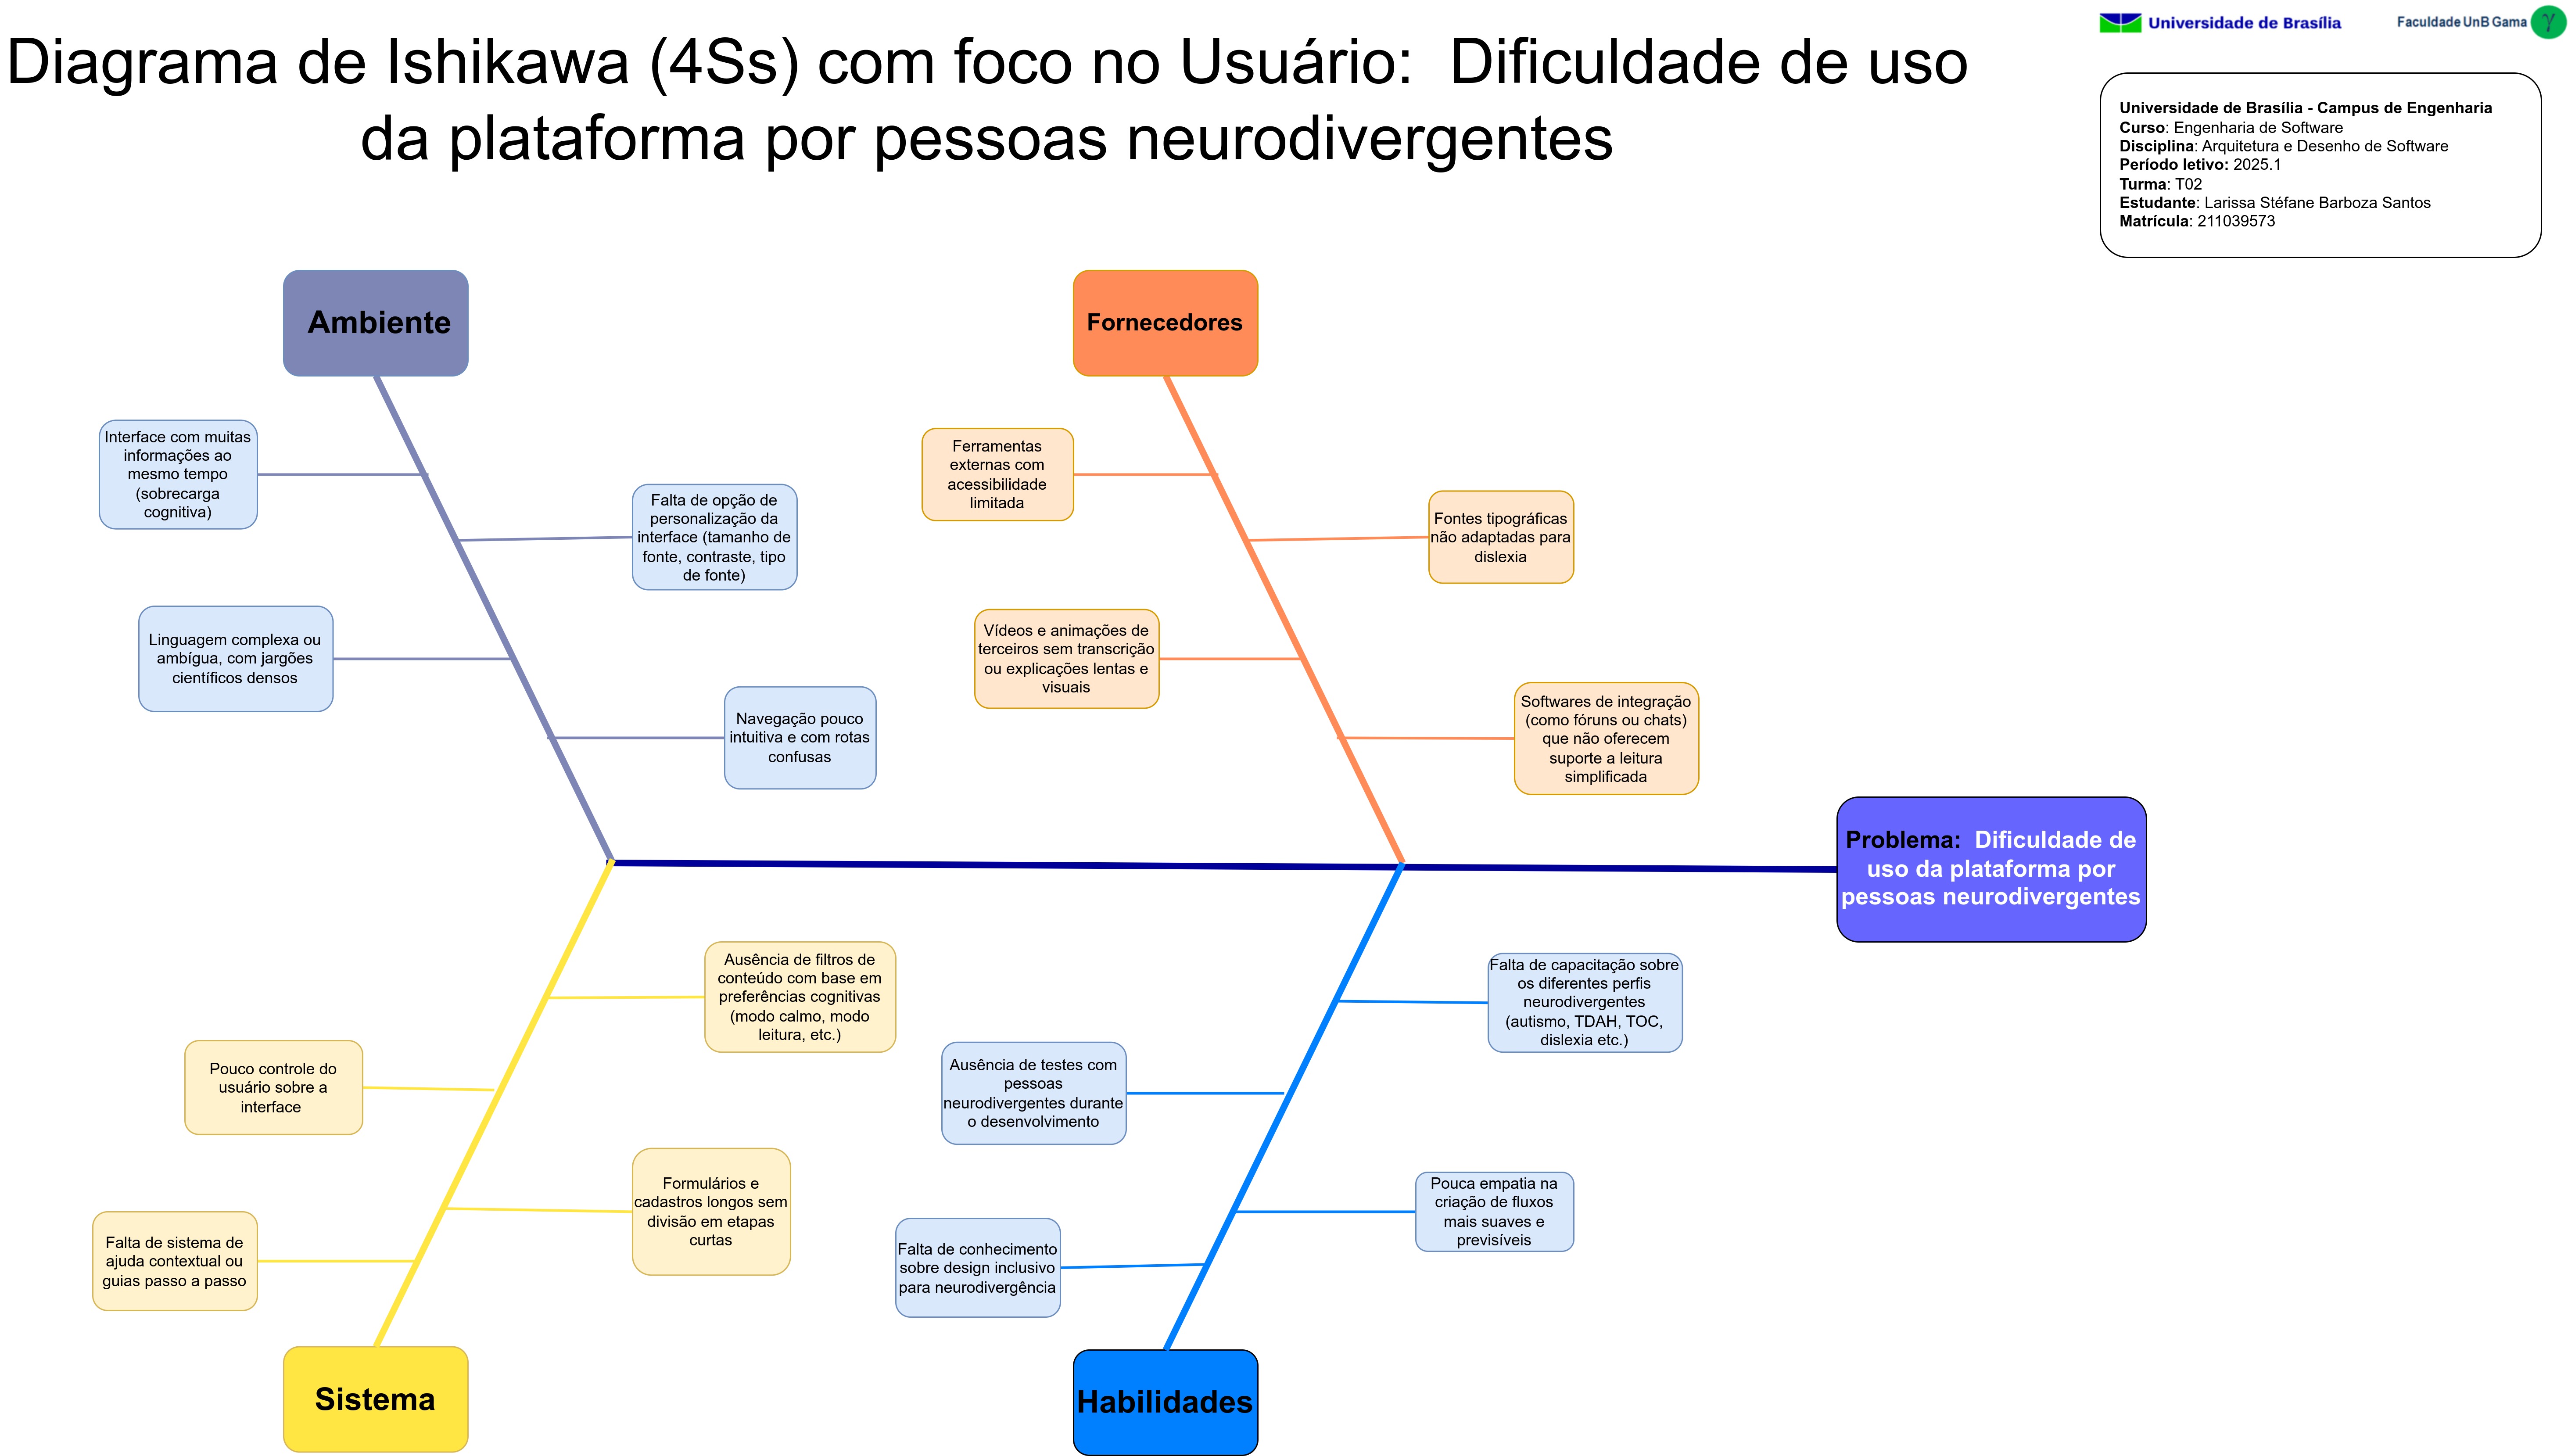 Universidade de Brasília
Faculdade UnB Gama
γ
Diagrama de Ishikawa (4Ss) com foco no Usuário: Dificuldade de uso
da plataforma por pessoas neurodivergentes
Universidade de Brasília - Campus de Engenharia
Curso: Engenharia de Software
Disciplina: Arquitetura e Desenho de Software
Período letivo: 2025.1
Turma: T02
Estudante: Larissa Stéfane Barboza Santos
Matrícula: 211039573
Ambiente
Interface com muitas
informações ao
mesmo tempo
(sobrecarga
cognitiva)
Falta de opção de
personalização da
interface (tamanho de
fonte, contraste, tipo
de fonte)
Linguagem complexa ou
ambígua, com jargões
científicos densos
Navegação pouco
intuitiva e com rotas
confusas
Fornecedores
Ferramentas
externas com
acessibilidade
limitada
Fontes tipográficas
não adaptadas para
dislexia
Vídeos e animações de
terceiros sem transcrição
ou explicações lentas e
visuais
Softwares de integração
(como fóruns ou chats)
que não oferecem
suporte a leitura
simplificada
Problema: Dificuldade de
uso da plataforma por
pessoas neurodivergentes
Ausência de filtros de
conteúdo com base em
preferências cognitivas
(modo calmo, modo
leitura, etc.)
Pouco controle do
usuário sobre a
interface
Formulários e
cadastros longos sem
divisão em etapas
curtas
Falta de sistema de
ajuda contextual ou
guias passo a passo
Sistema
Falta de capacitação sobre
os diferentes perfis
neurodivergentes
(autismo, TDAH, TOC,
dislexia etc.)
Ausência de testes com
pessoas
neurodivergentes durante
o desenvolvimento
Pouca empatia na
criação de fluxos
mais suaves e
previsíveis
Falta de conhecimento
sobre design inclusivo
para neurodivergência
Habilidades